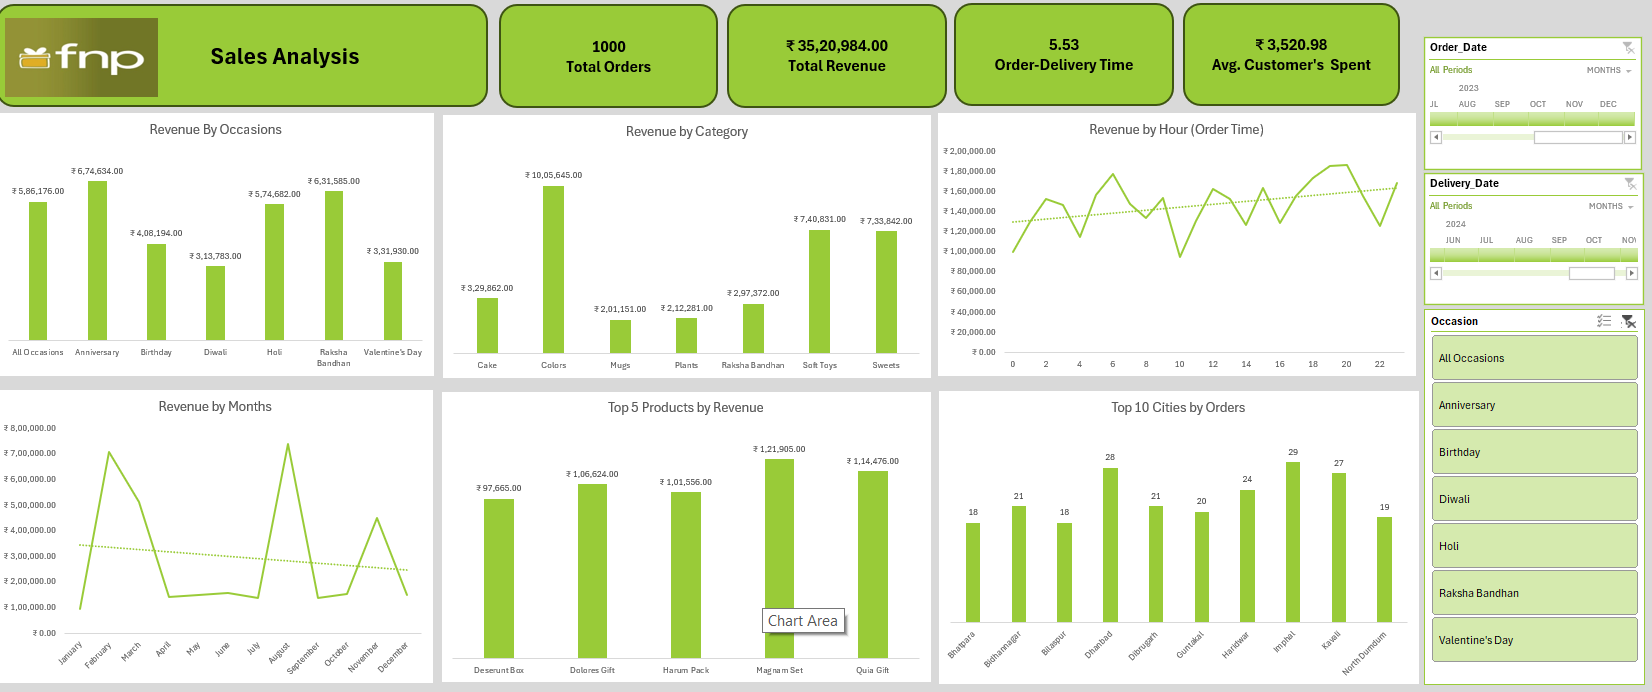 fnp
Sales Analysis
1000
Total Orders
₹ 35,20,984.00
Total Revenue
5.53
Order-Delivery Time
₹ 3,520.98
Avg. Customer's Spent
Order_Date
All Periods MONTHS
2023
JL AUG SEP OCT NOV DEC
Delivery_Date
All Periods MONTHS
2024
JUN JUL AUG SEP OCT NOV
Occasion
All Occasions
Anniversary
Birthday
Diwali
Holi
Raksha Bandhan
Valentine's Day
Revenue By Occasions
₹ 5,86,176.00
₹ 6,74,634.00
₹ 4,08,194.00
₹ 3,13,783.00
₹ 5,74,682.00
₹ 6,31,585.00
₹ 3,31,930.00
All Occasions
Anniversary
Birthday
Diwali
Holi
Raksha
Bandhan
Valentine's Day
Revenue by Category
₹ 3,29,862.00
₹ 10,05,645.00
₹ 2,01,151.00
₹ 2,12,281.00
₹ 2,97,372.00
₹ 7,40,831.00
₹ 7,33,842.00
Cake
Colors
Mugs
Plants
Raksha Bandhan
Soft Toys
Sweets
Revenue by Hour (Order Time)
₹ 2,00,000.00
₹ 1,80,000.00
₹ 1,60,000.00
₹ 1,40,000.00
₹ 1,20,000.00
₹ 1,00,000.00
₹ 80,000.00
₹ 60,000.00
₹ 40,000.00
₹ 20,000.00
₹ 0.00
0 2 4 6 8 10 12 14 16 18 20 22
Revenue by Months
₹ 8,00,000.00
₹ 7,00,000.00
₹ 6,00,000.00
₹ 5,00,000.00
₹ 4,00,000.00
₹ 3,00,000.00
₹ 2,00,000.00
₹ 1,00,000.00
₹ 0.00
January
February
March
April
May
June
July
August
September
October
November
December
Top 5 Products by Revenue
₹ 97,665.00
₹ 1,06,624.00
₹ 1,01,556.00
₹ 1,21,905.00
₹ 1,14,476.00
Chart Area
Deserunt Box
Dolores Gift
Harum Pack
Magnam Set
Quia Gift
Top 10 Cities by Orders
18
21
18
28
21
20
24
29
27
19
Bhatpara
Bidhannagar
Bilaspur
Dhanbad
Dibrugarh
Guntakal
Haridwar
Imphal
Kavali
North Dumdum